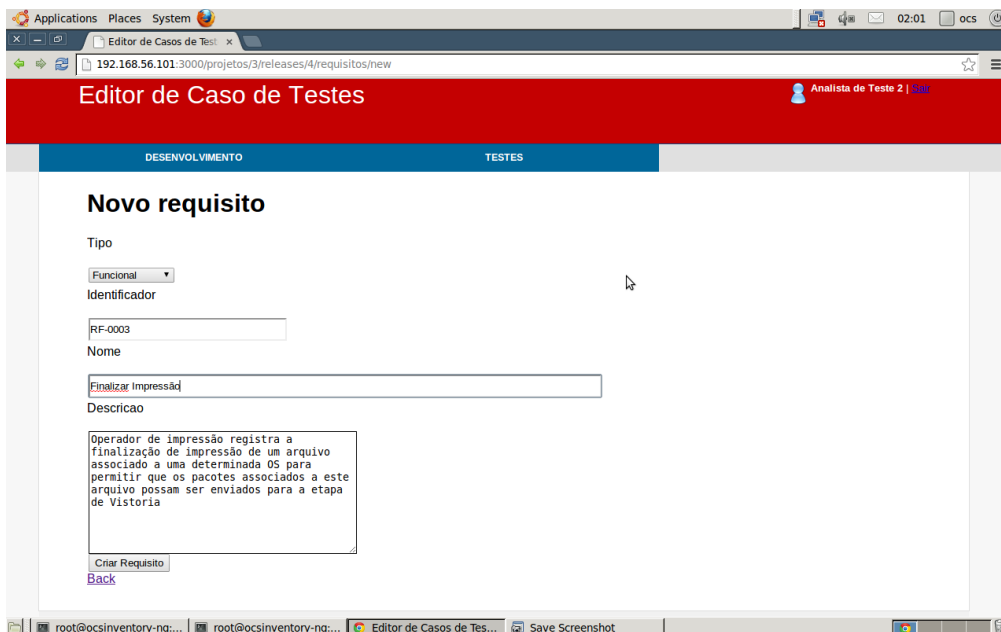 Applications Places System 02:01 ocs
Editor de Casos de Test
192.168.56.101:3000/projetos/3/releases/4/requisitos/new
Editor de Caso de Testes
Analista de Teste 2 |
DESENVOLVIMENTO TESTES
Novo requisito
Tipo
Funcional
Identificador
RF-0003
Nome
Finalizar Impressão
Descricao
Operador de impressão registra a
finalização de impressão de um arquivo
associado a uma determinada OS para
permitir que os pacotes associados a este
arquivo possam ser enviados para a etapa
de Vistoria
Criar Requisito
Back
root@ocsinventory-ng:... root@ocsinventory-ng:... Editor de Casos de Tes... Save Screenshot